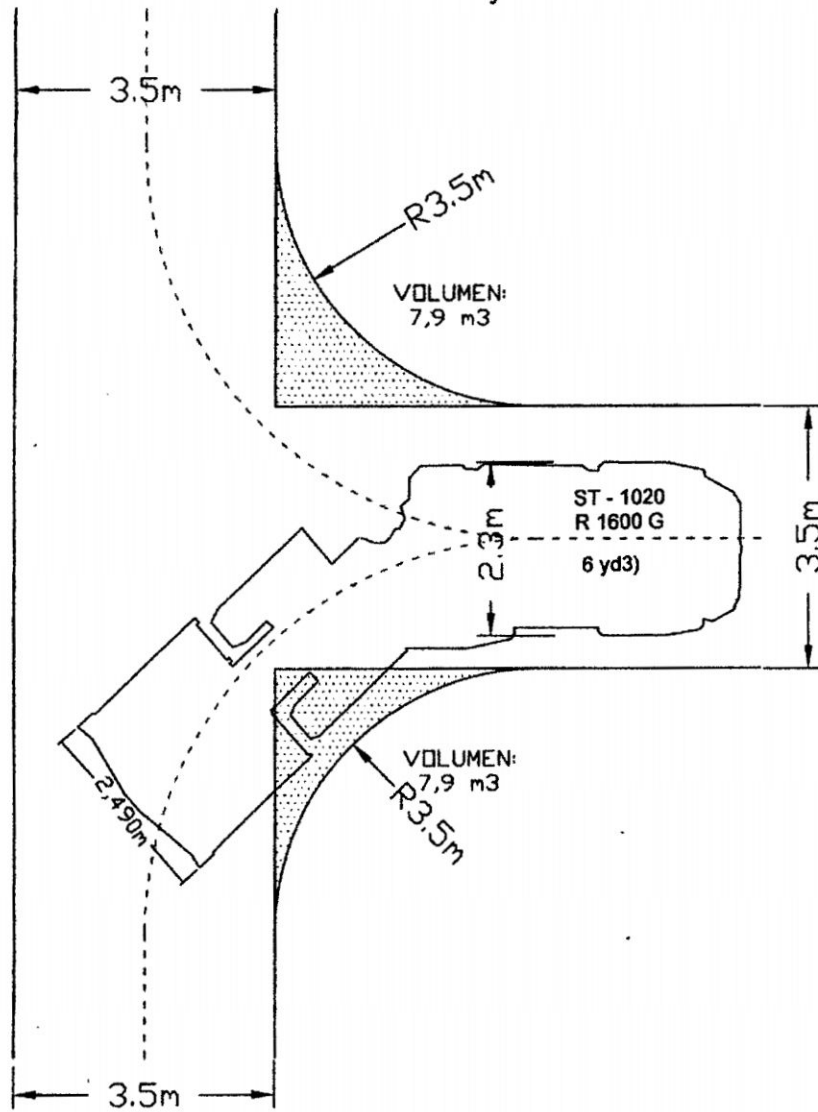 3.5m
R3.5m
VOLUMEN:
7,9 m3
ST - 1020
R 1600 G
6 yd3)
2.3m
3.5m
VOLUMEN:
7,9 m3
R3.5m
2,490m
3.5m